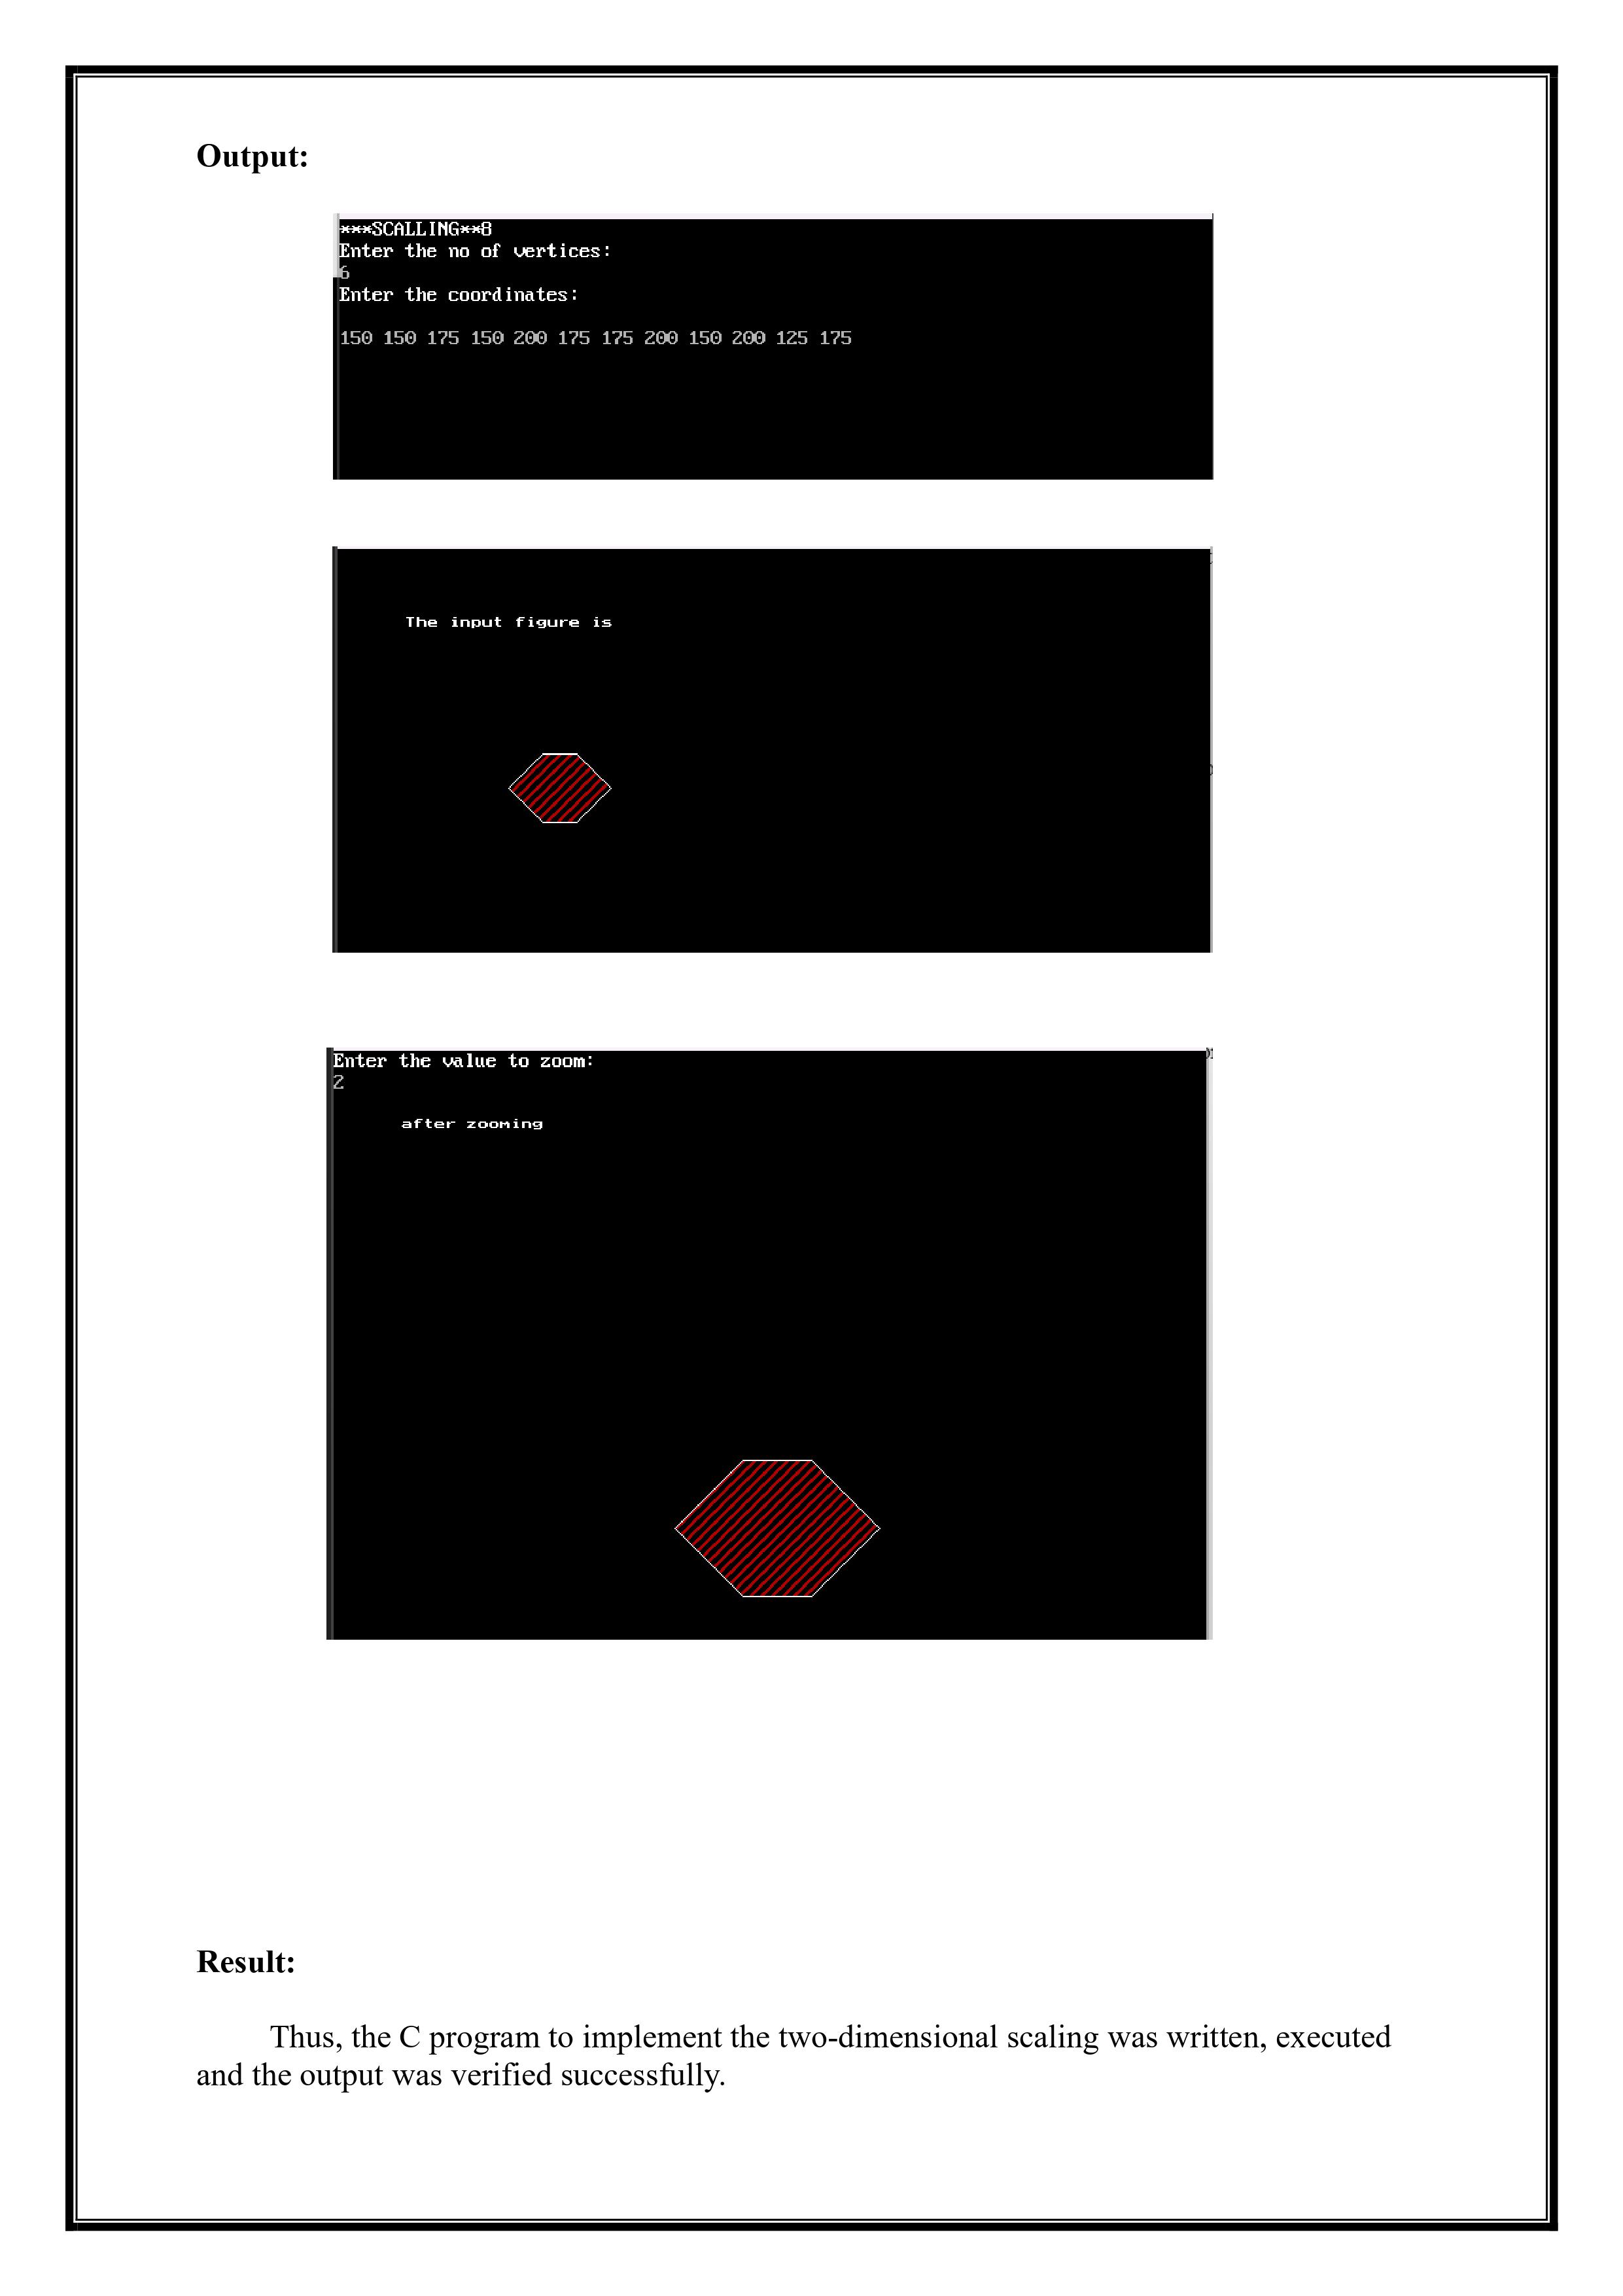 Output:
***SCALLING**8
Enter the no of vertices:
6
Enter the coordinates:
150 150 175 150 200 175 175 200 150 200 125 175
The input figure is
Enter the value to zoom:
2
after zooming
Result:
Thus, the C program to implement the two-dimensional scaling was written, executed
and the output was verified successfully.